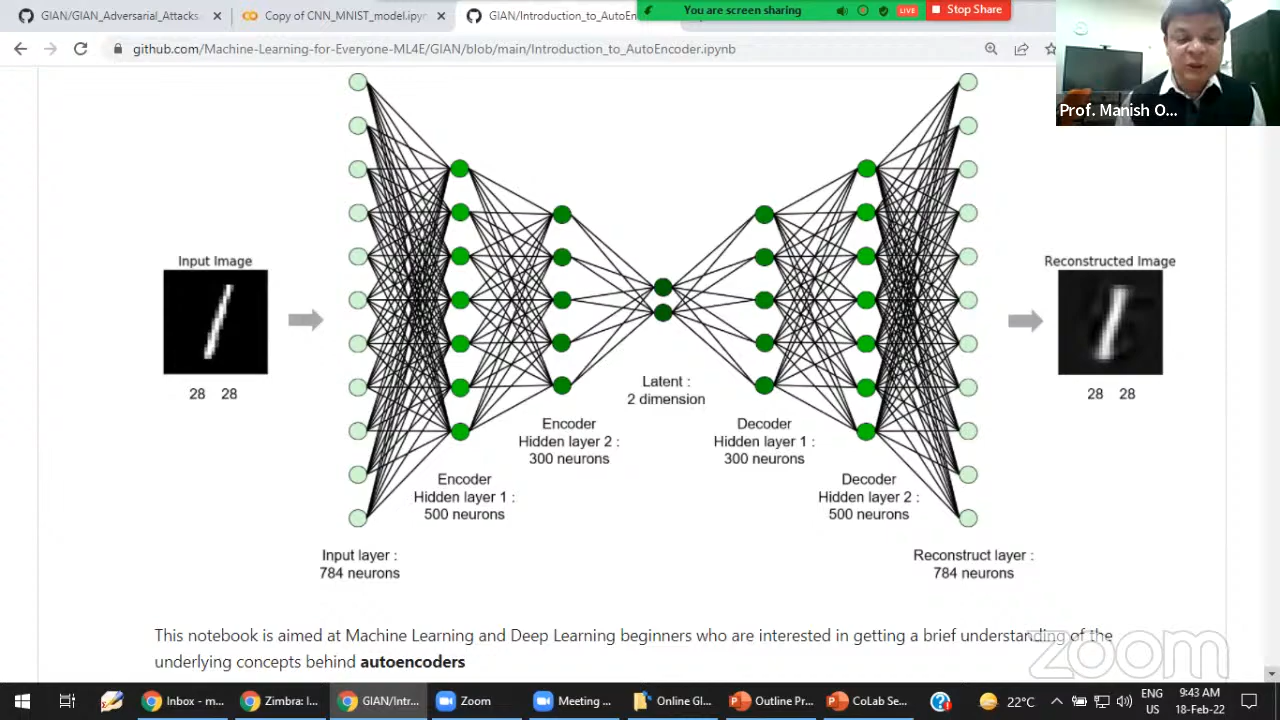 GIAN/GIAN_Adversarial_Attacks
Copy of CNN_MNIST_model.ipyn
GIAN/Introduction_to_AutoEn
You are screen sharing
LIVE
Stop Share
github.com/Machine-Learning-for-Everyone-ML4E/GIAN/blob/main/Introduction_to_AutoEncoder.ipynb
Prof. Manish O...
Input Image
28 28
Reconstructed Image
28 28
Latent :
2 dimension
Encoder
Hidden layer 2 :
300 neurons
Decoder
Hidden layer 1 :
300 neurons
Encoder
Hidden layer 1 :
500 neurons
Decoder
Hidden layer 2 :
500 neurons
Input layer :
784 neurons
Reconstruct layer :
784 neurons
This notebook is aimed at Machine Learning and Deep Learning beginners who are interested in getting a brief understanding of the
underlying concepts behind autoencoders
zoom
Inbox - m...
Zimbra: I...
GIAN/Intr...
Zoom
Meeting ...
Online Gl...
Outline Pr...
CoLab Se...
22°C
ENG
US
9:43 AM
18-Feb-22